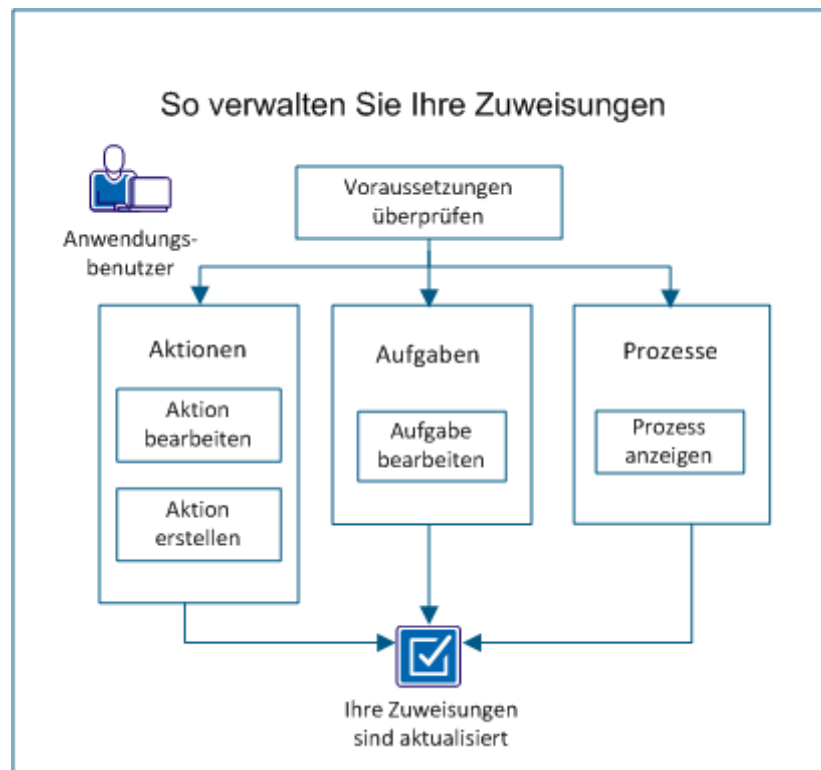 So verwalten Sie Ihre Zuweisungen
Anwendungs-
benutzer
Voraussetzungen
überprüfen
Aktionen
Aktion
bearbeiten
Aktion
erstellen
Aufgaben
Aufgabe
bearbeiten
Prozesse
Prozess
anzeigen
Ihre Zuweisungen
sind aktualisiert